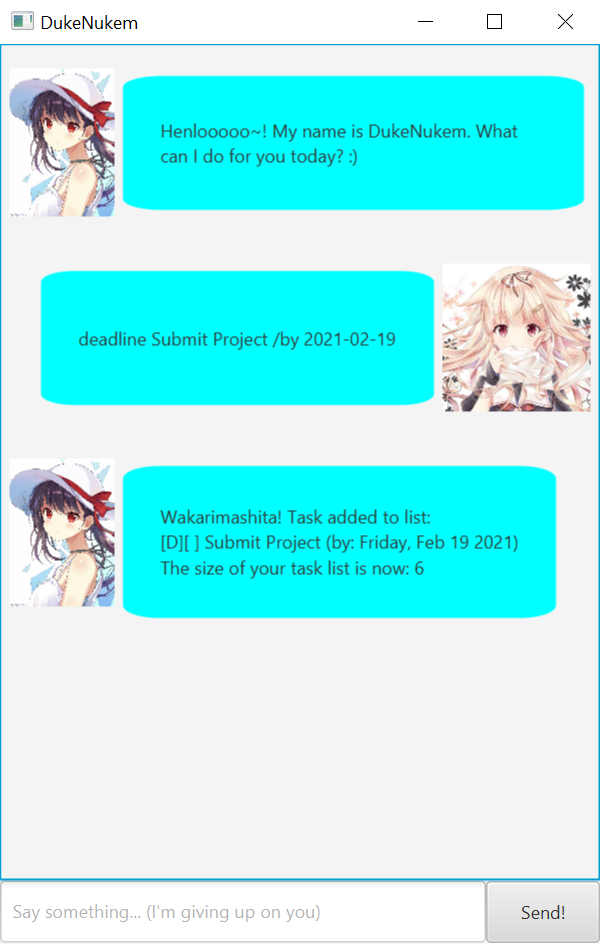 DukeNukem
Henlooooo~! My name is DukeNukem. What
can I do for you today? :)
deadline Submit Project /by 2021-02-19
Wakarimashita! Task added to list:
[D][ ] Submit Project (by: Friday, Feb 19 2021)
The size of your task list is now: 6
Say something... (I'm giving up on you)
Send!